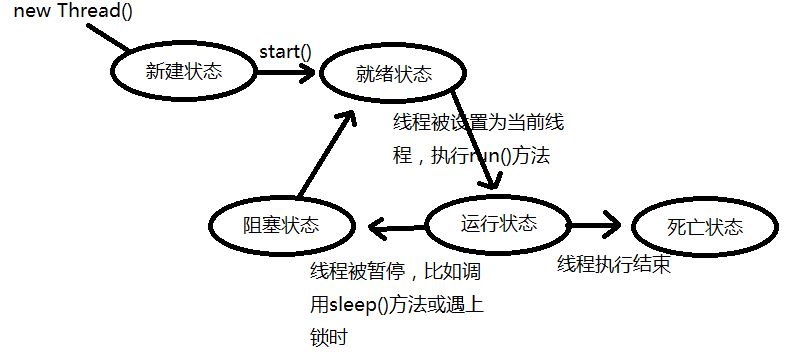 new Thread()
新建状态
start()
就绪状态
线程被设置为当前线
程，执行run()方法
阻塞状态
运行状态
死亡状态
线程被暂停，比如调
用sleep()方法或遇上
锁时
线程执行结束